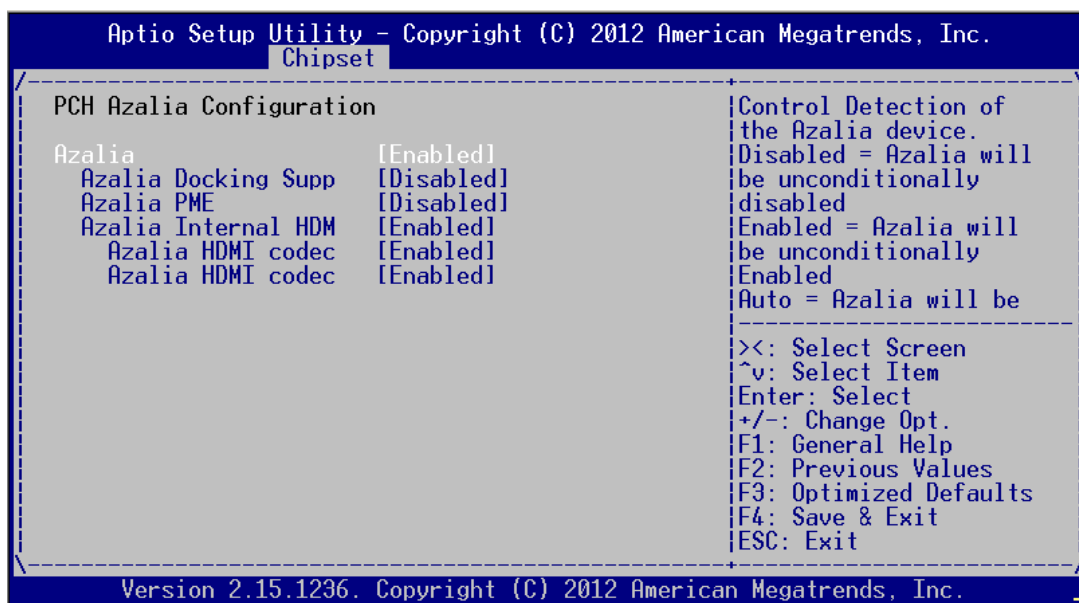 Aptio Setup Utility - Copyright (C) 2012 American Megatrends, Inc.
Chipset
PCH Azalia Configuration
Azalia [Enabled]
Azalia Docking Supp [Disabled]
Azalia PME [Disabled]
Azalia Internal HDM [Enabled]
Azalia HDMI codec [Enabled]
Azalia HDMI codec [Enabled]
Control Detection of
the Azalia device.
Disabled = Azalia will
be unconditionally
disabled
Enabled = Azalia will
be unconditionally
Enabled
Auto = Azalia will be
><: Select Screen
^v: Select Item
Enter: Select
+/-: Change Opt.
F1: General Help
F2: Previous Values
F3: Optimized Defaults
F4: Save & Exit
ESC: Exit
Version 2.15.1236. Copyright (C) 2012 American Megatrends, Inc.